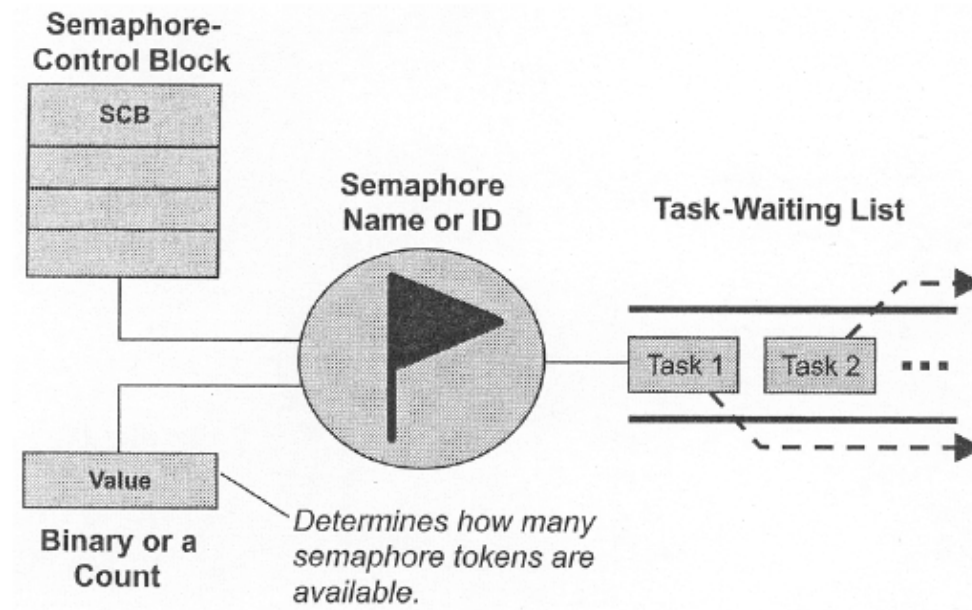 Semaphore-
Control Block
SCB
Semaphore
Name or ID
Task-Waiting List
Task 1
Task 2
Value
Binary or a
Count
Determines how many
semaphore tokens are
available.